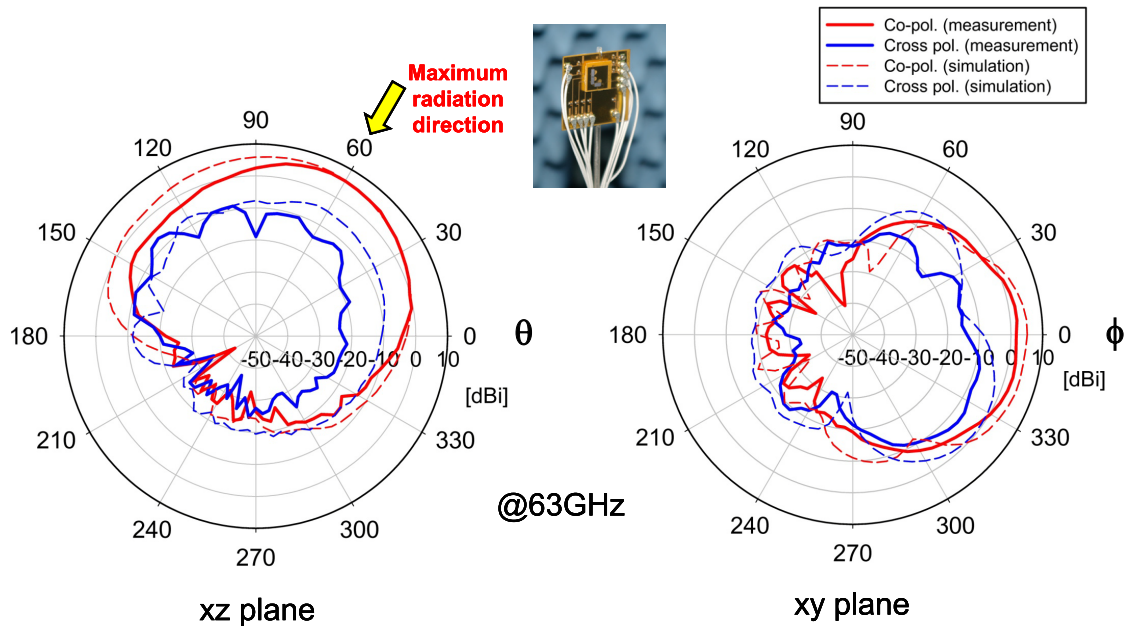 Co-pol. (measurement)
Cross pol. (measurement)
Co-pol. (simulation)
Cross pol. (simulation)
Maximum
radiation
direction
90
60
120
30
150
0
180
θ
-50 -40 -30 -20 -10 0 10
[dBi]
330
210
300
240
270
xz plane
@63GHz
90
60
120
30
150
0
180
ϕ
-50 -40 -30 -20 -10 0 10
[dBi]
330
210
300
240
270
xy plane